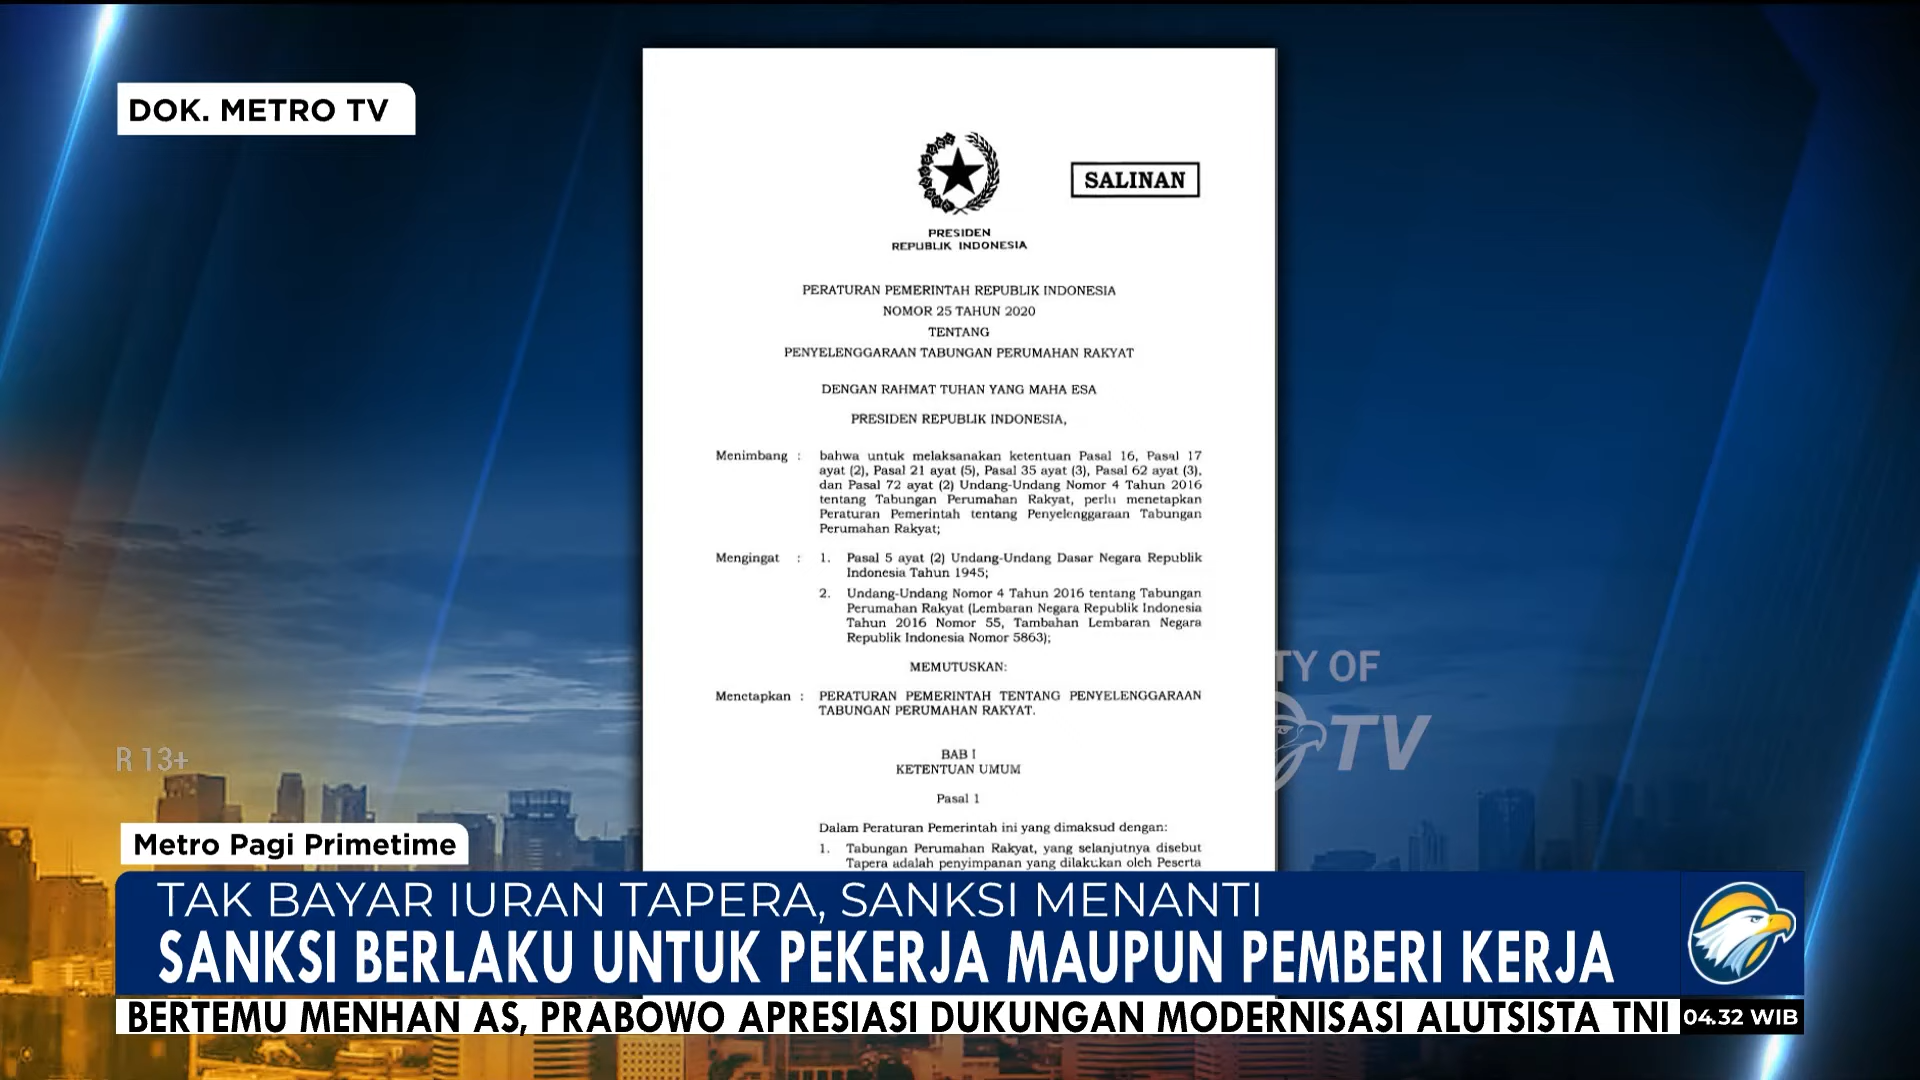 DOK. METRO TV
SALINAN
PRESIDEN
REPUBLIK INDONESIA
PERATURAN PEMERINTAH REPUBLIK INDONESIA
NOMOR 25 TAHUN 2020
TENTANG
PENYELENGGARAAN TABUNGAN PERUMAHAN RAKYAT
DENGAN RAHMAT TUHAN YANG MAHA ESA
PRESIDEN REPUBLIK INDONESIA,
Menimbang : bahwa untuk melaksanakan ketentuan Pasal 16, Pasal 17
ayat (2), Pasal 21 ayat (5), Pasal 35 ayat (3), Pasal 62 ayat (3),
dan Pasal 72 ayat (2) Undang-Undang Nomor 4 Tahun 2016
tentang Tabungan Perumahan Rakyat, perlu menetapkan
Peraturan Pemerintah tentang Penyelenggaraan Tabungan
Perumahan Rakyat;
Mengingat : 1. Pasal 5 ayat (2) Undang-Undang Dasar Negara Republik
Indonesia Tahun 1945;
2. Undang-Undang Nomor 4 Tahun 2016 tentang Tabungan
Perumahan Rakyat (Lembaran Negara Republik Indonesia
Tahun 2016 Nomor 55, Tambahan Lembaran Negara
Republik Indonesia Nomor 5863);
MEMUTUSKAN:
Menetapkan : PERATURAN PEMERINTAH TENTANG PENYELENGGARAAN
TABUNGAN PERUMAHAN RAKYAT.
BAB I
KETENTUAN UMUM
Pasal 1
Dalam Peraturan Pemerintah ini yang dimaksud dengan:
1. Tabungan Perumahan Rakyat, yang selanjutnya disebut
Tapera adalah penyimpanan yang dilakukan oleh Peserta
TY OF
TV
R 13+
Metro Pagi Primetime
TAK BAYAR IURAN TAPERA, SANKSI MENANTI
SANKSI BERLAKU UNTUK PEKERJA MAUPUN PEMBERI KERJA
BERTEMU MENHAN AS, PRABOWO APRESIASI DUKUNGAN MODERNISASI ALUTSISTA TNI
04.32 WIB